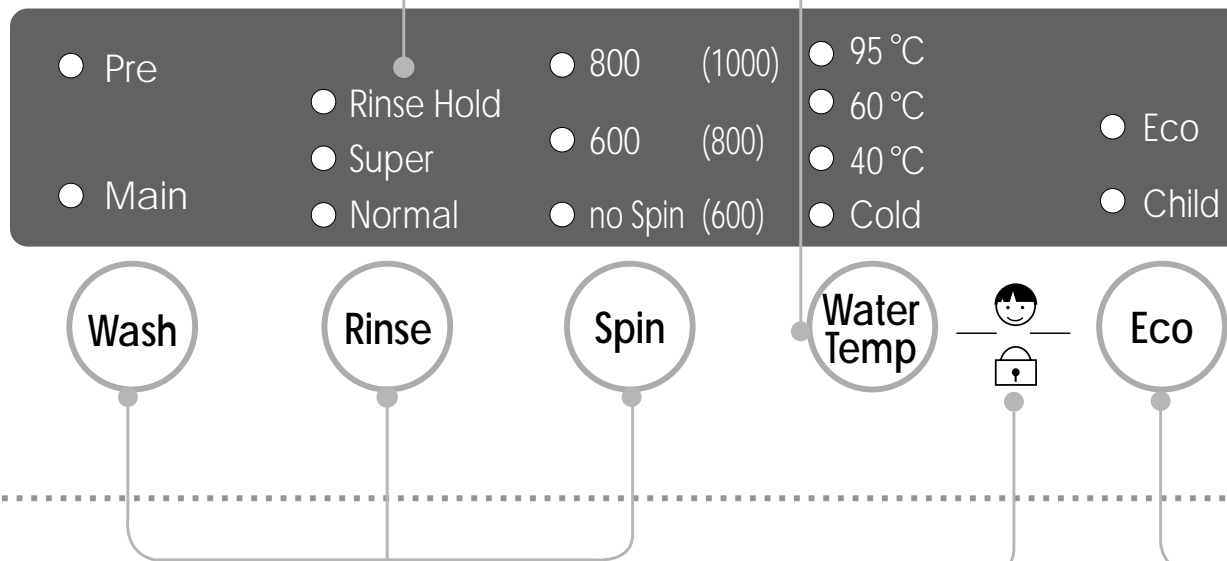 Pre
Main
Rinse Hold
Super
Normal
800 (1000)
600 (800)
no Spin (600)
95 °C
60 °C
40 °C
Cold
Eco
Child
Wash
Rinse
Spin
Water
Temp
Eco